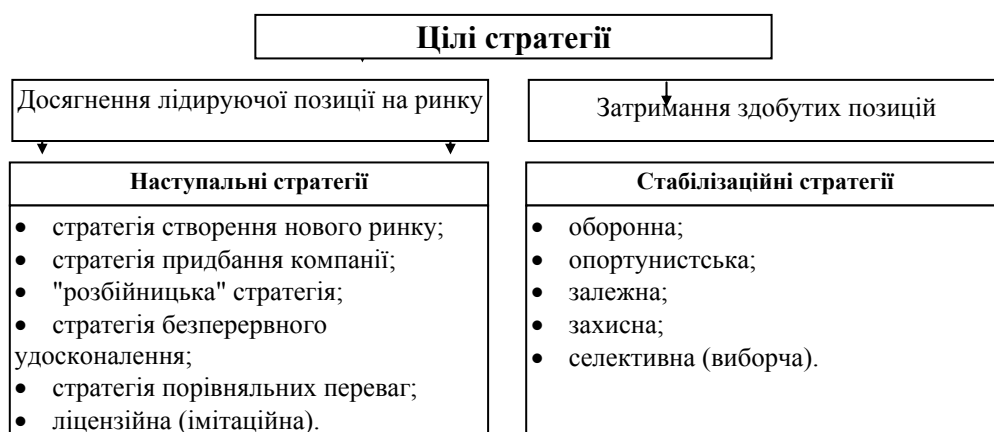 Цілі стратегії
Досягнення лідируючої позиції на ринку
Затримання здобутих позицій
Наступальні стратегії
• стратегія створення нового ринку;
• стратегія придбання компанії;
• "розбійницька" стратегія;
• стратегія безперервного
удосконалення;
• стратегія порівняльних переваг;
• ліцензійна (імітаційна).
Стабілізаційні стратегії
• оборонна;
• опортунистська;
• залежна;
• захисна;
• селективна (виборча).